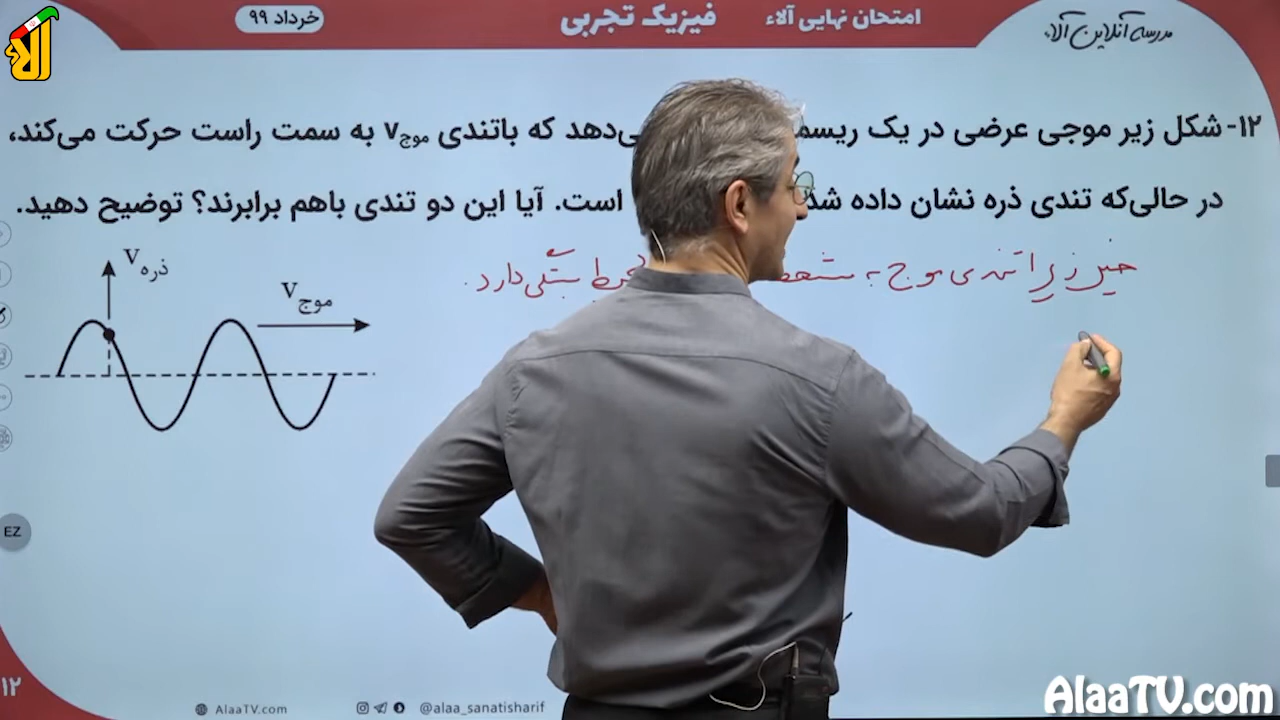 خرداد ۹۹
فیزیک تجربی
امتحان نهایی آلاء
مدرسه آنلاین آلاء
آلا
۱۲- شکل زیر موجی عرضی در یک ریسم ی‌دهد که باتندی vموج به سمت راست حرکت می‌کند،
در حالی‌که تندی ذره نشان داده شد است. آیا این دو تندی باهم برابرند؟ توضیح دهید.
خیر زیرا تندی موج به بستگی دارد.
vذره
vموج
EZ
۱۲
AlaaTV.com
@alaa_sanatisharif
AlaaTV.com